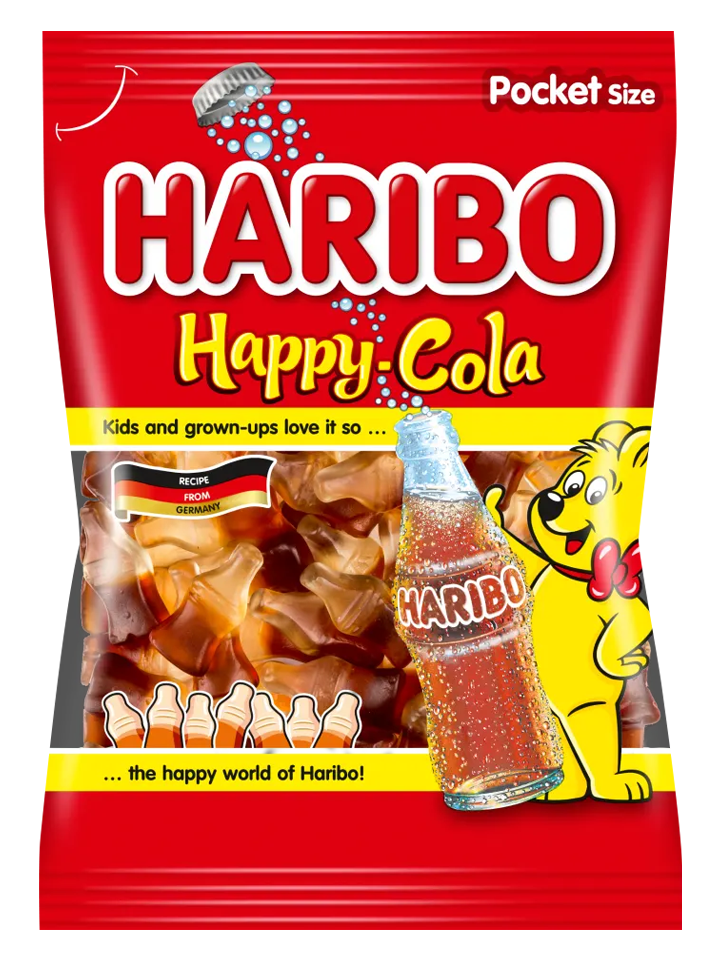 Pocket Size
HARIBO
Happy-Cola
Kids and grown-ups love it so ...
RECIPE
FROM
GERMANY
HARIBO
... the happy world of Haribo!